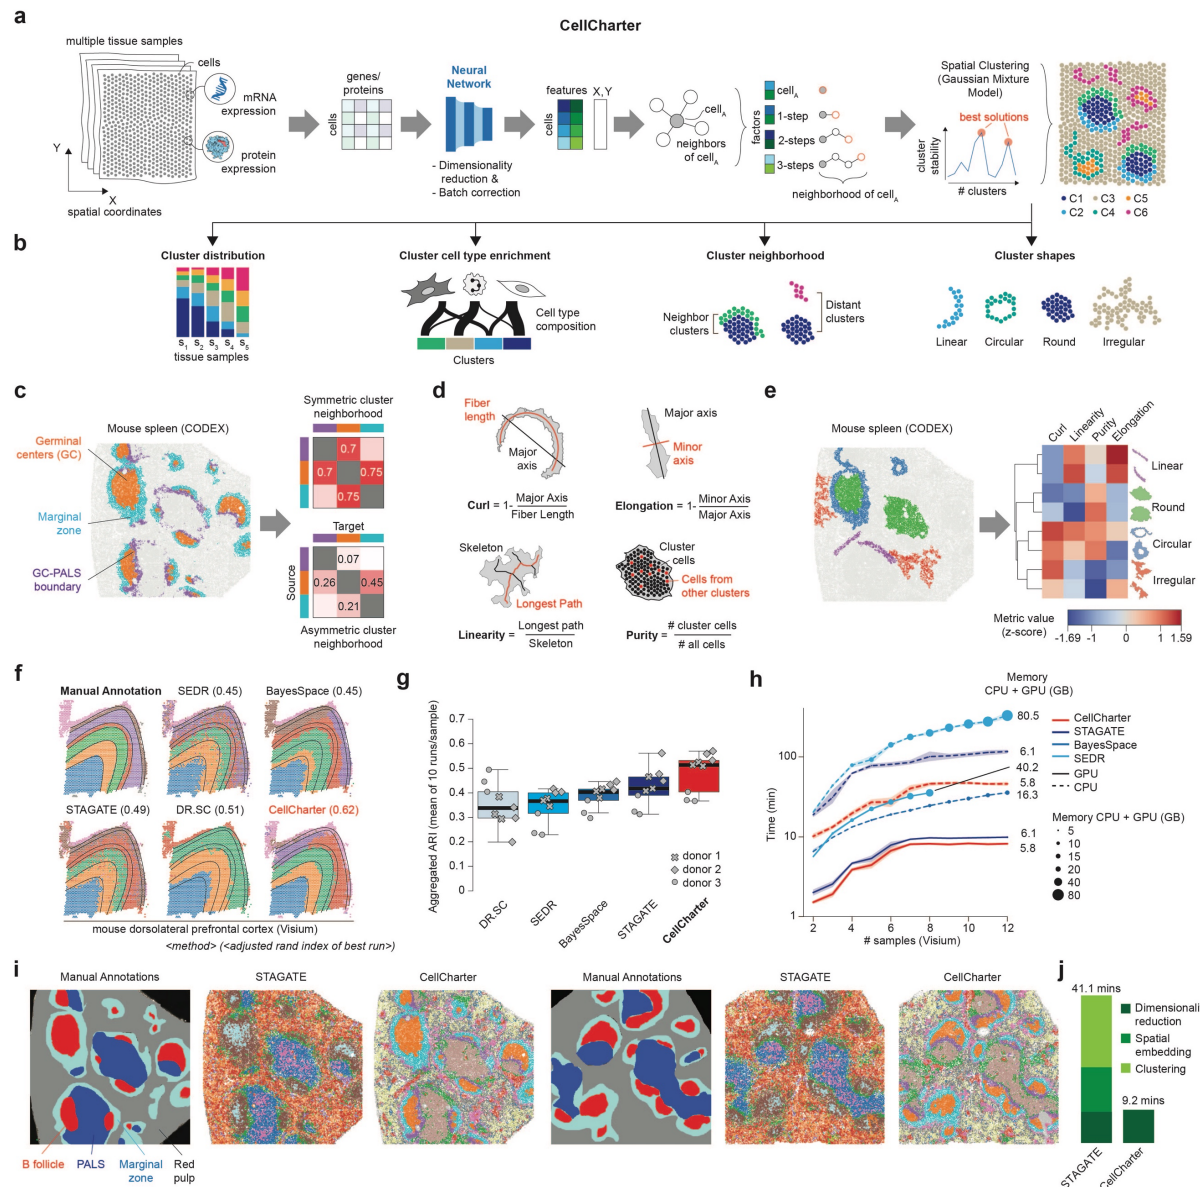 a
CellCharter
multiple tissue samples
cells
mRNA
expression
protein
expression
Y
X
spatial coordinates
genes/
proteins
cells
Neural
Network
- Dimensionality
reduction &
- Batch correction
features
X,Y
cells
cellA
neighbors
of cellA
factors
cellA
1-step
2-steps
3-steps
neighborhood of cellA
Spatial Clustering
(Gaussian Mixture
Model)
best solutions
cluster
stability
# clusters
C1 C3 C5
C2 C4 C6
b
Cluster distribution
S1 S2 S3 S4 S5
tissue samples
Cluster cell type enrichment
Cell type
composition
Clusters
Cluster neighborhood
Neighbor
clusters
Distant
clusters
Cluster shapes
Linear Circular Round Irregular
c
Mouse spleen (CODEX)
Germinal
centers (GC)
Marginal
zone
GC-PALS
boundary
Symmetric cluster
neighborhood
0.7
0.7 0.75
0.75
Target
Source
0.07
0.26 0.45
0.21
Asymmetric cluster
neighborhood
d
Fiber
length
Major
axis
Curl = 1- Major Axis
Fiber Length
Major axis
Minor
axis
Elongation = 1- Minor Axis
Major Axis
Skeleton
Longest Path
Linearity = Longest path
Skeleton
Cluster
cells
Cells from
other clusters
Purity = # cluster cells
# all cells
e
Mouse spleen (CODEX)
Curl Linearity Purity Elongation
Linear
Round
Circular
Irregular
Metric value
(z-score)
-1.69 -1 0 1 1.59
f
Manual Annotation SEDR (0.45) BayesSpace (0.45)
STAGATE (0.49) DR.SC (0.51) CellCharter (0.62)
mouse dorsolateral prefrontal cortex (Visium)
<method> (<adjusted rand index of best run>)
g
Aggregated ARI (mean of 10 runs/sample)
0.7
0.6
0.5
0.4
0.3
0.2
0.1
0
donor 1
donor 2
donor 3
DR.SC SEDR BayesSpace STAGATE CellCharter
h
Time (min)
100
10
1
2 4 6 8 10 12
# samples (Visium)
Memory
CPU + GPU (GB)
80.5
6.1
40.2
5.8
16.3
6.1
5.8
CellCharter
STAGATE
BayesSpace
SEDR
GPU
CPU
Memory CPU + GPU (GB)
5
10
15
20
40
80
i
Manual Annotations STAGATE CellCharter Manual Annotations STAGATE CellCharter
B follicle PALS Marginal
zone Red
pulp
j
41.1 mins
9.2 mins
Dimensionali
reduction
Spatial
embedding
Clustering
STAGATE CellCharter